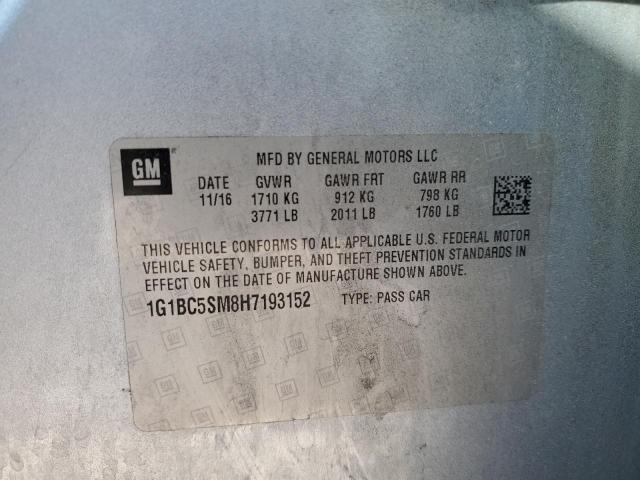 GM
MFD BY GENERAL MOTORS LLC
DATE GVWR GAWR FRT GAWR RR
11/16 1710 KG 912 KG 798 KG
3771 LB 2011 LB 1760 LB
THIS VEHICLE CONFORMS TO ALL APPLICABLE U.S. FEDERAL MOTOR
VEHICLE SAFETY, BUMPER, AND THEFT PREVENTION STANDARDS IN
EFFECT ON THE DATE OF MANUFACTURE SHOWN ABOVE.
1G1BC5SM8H7193152 TYPE: PASS CAR